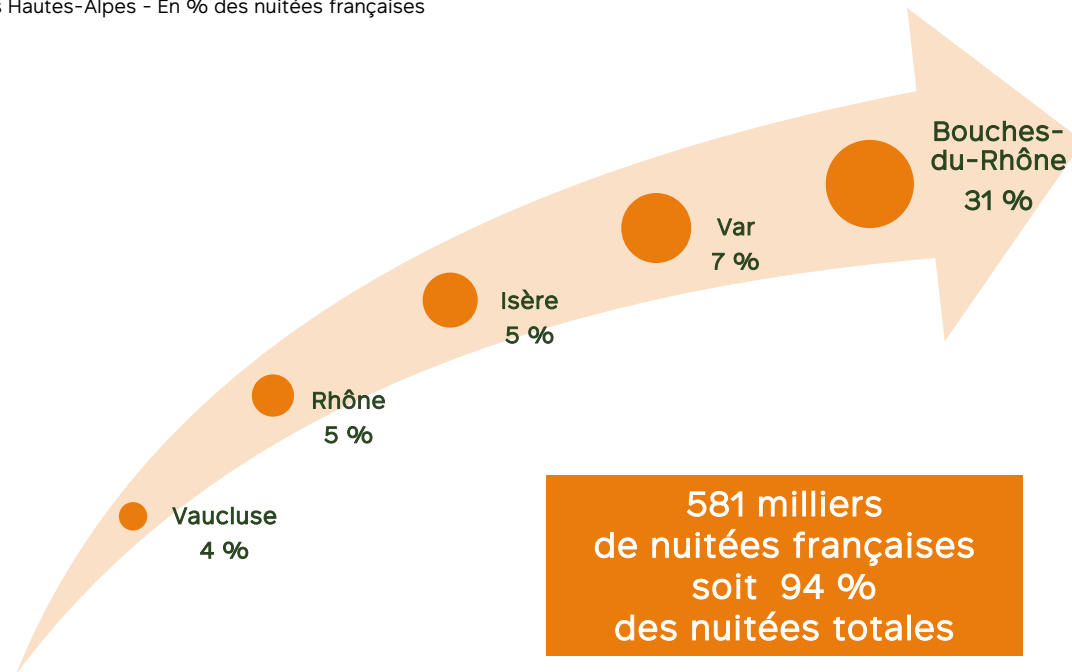 Hautes-Alpes - En % des nuitées françaises
Bouches-
du-Rhône
31 %
Var
7 %
Isère
5 %
Rhône
5 %
Vaucluse
4 %
581 milliers
de nuitées françaises
soit 94 %
des nuitées totales